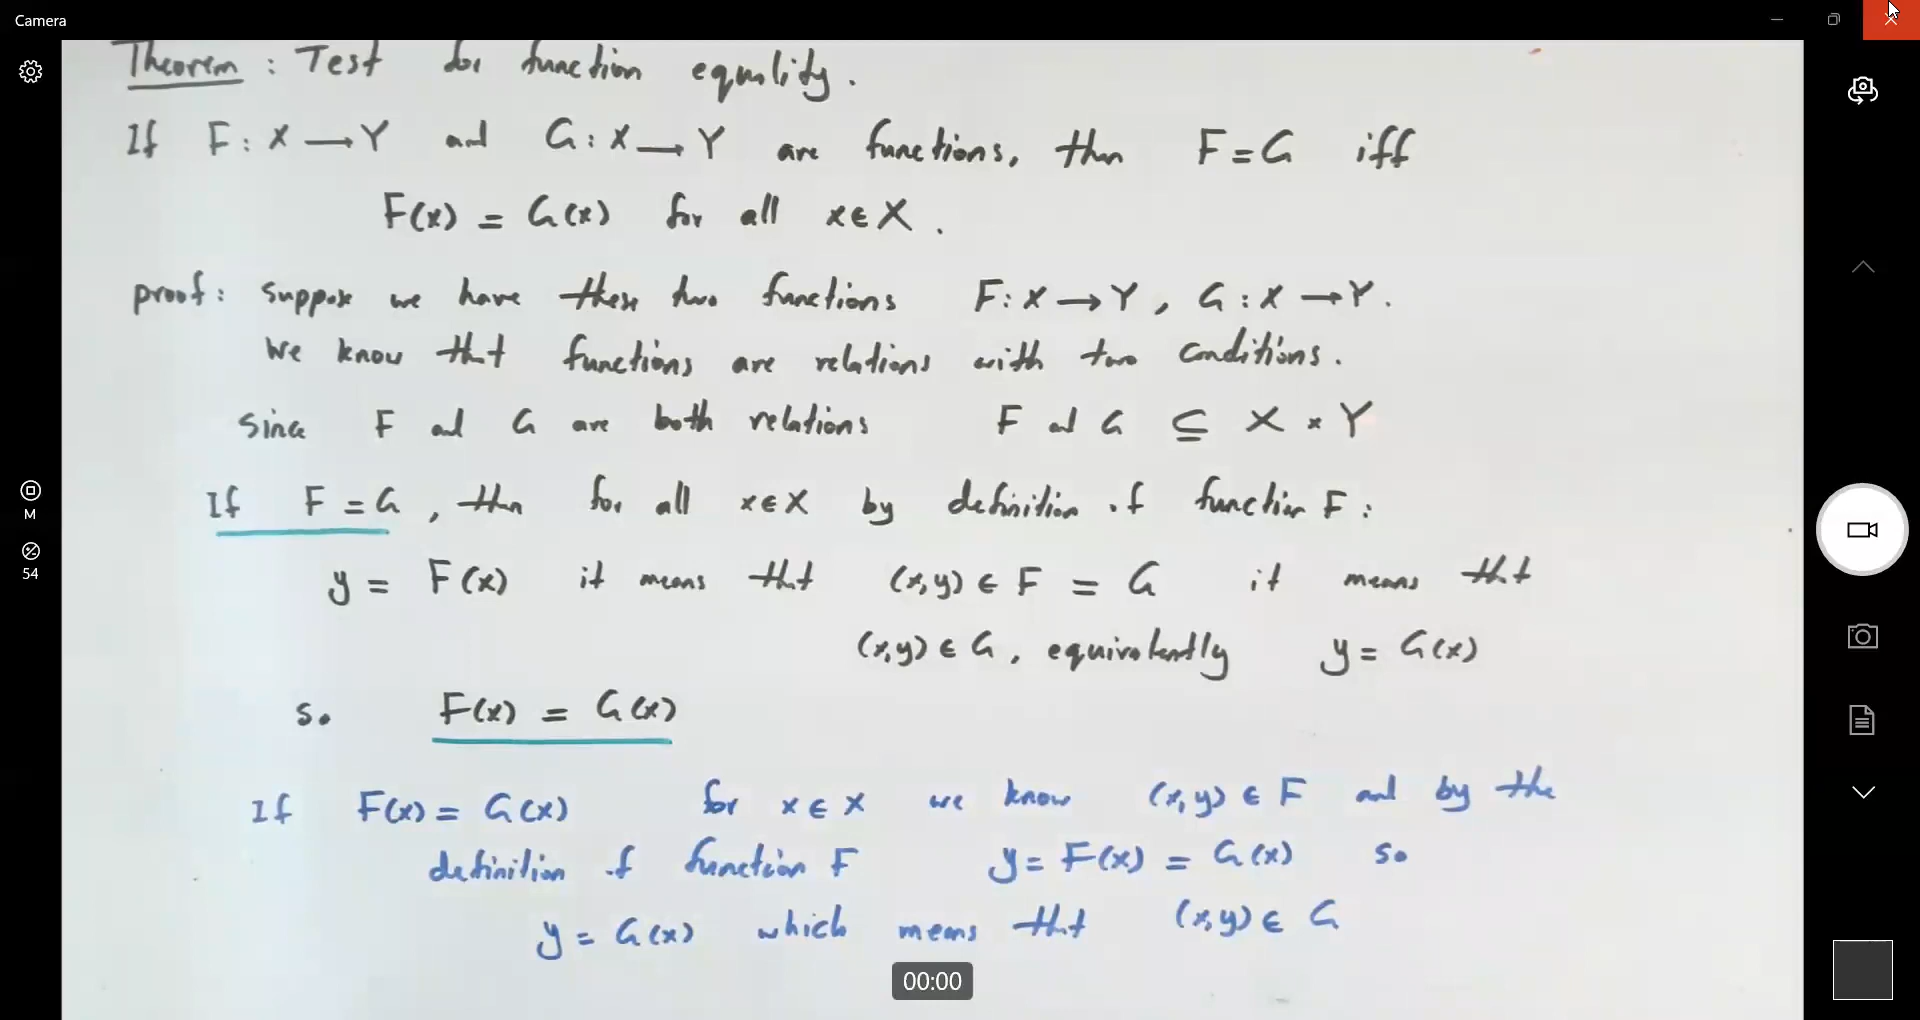 Camera
Theorem : Test for function equality.
If F : X → Y and G : X → Y are functions, then F = G iff
F(x) = G(x) for all x ∈ X .
proof : suppose we have these two functions F : X → Y , G : X → Y .
We know that functions are relations with two conditions.
Since F and G are both relations F and G ⊆ X × Y
If F = G , then for all x ∈ X by definition of function F :
y = F(x) it means that (x,y) ∈ F = G it means that
(x,y) ∈ G , equivalently y = G(x)
so F(x) = G(x)
If F(x) = G(x) for x ∈ X we know (x,y) ∈ F and by the
definition of function F y = F(x) = G(x) so
y = G(x) which means that (x,y) ∈ G
M
54
00:00